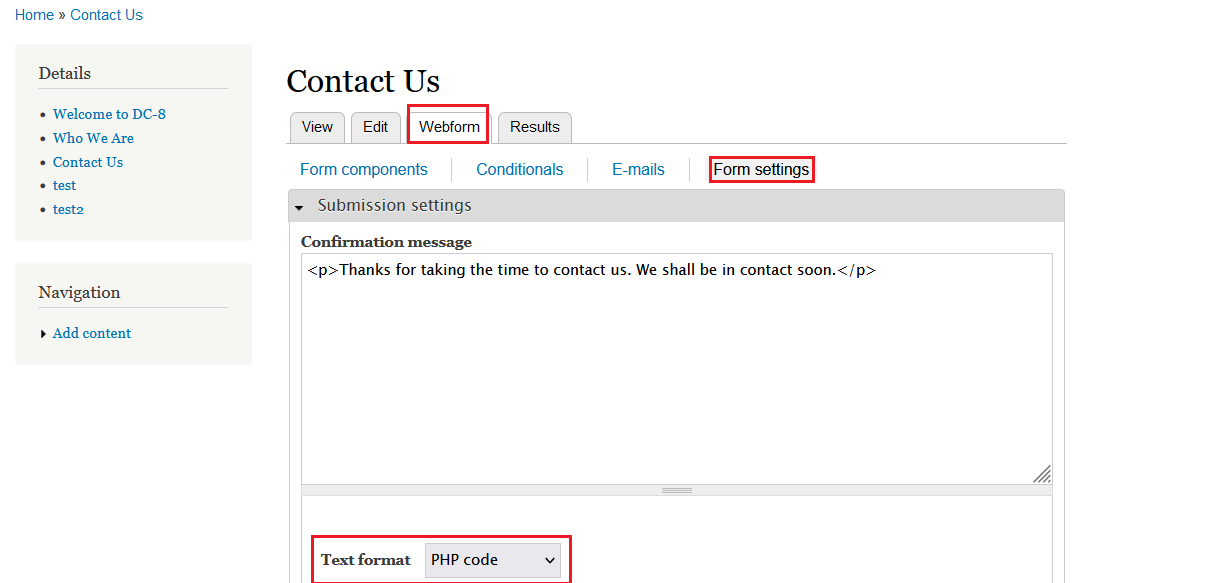 Home » Contact Us
Details
Welcome to DC-8
Who We Are
Contact Us
test
test2
Navigation
Add content
Contact Us
View Edit Webform Results
Form components Conditionals E-mails Form settings
Submission settings
Confirmation message
<p>Thanks for taking the time to contact us. We shall be in contact soon.</p>
Text format PHP code